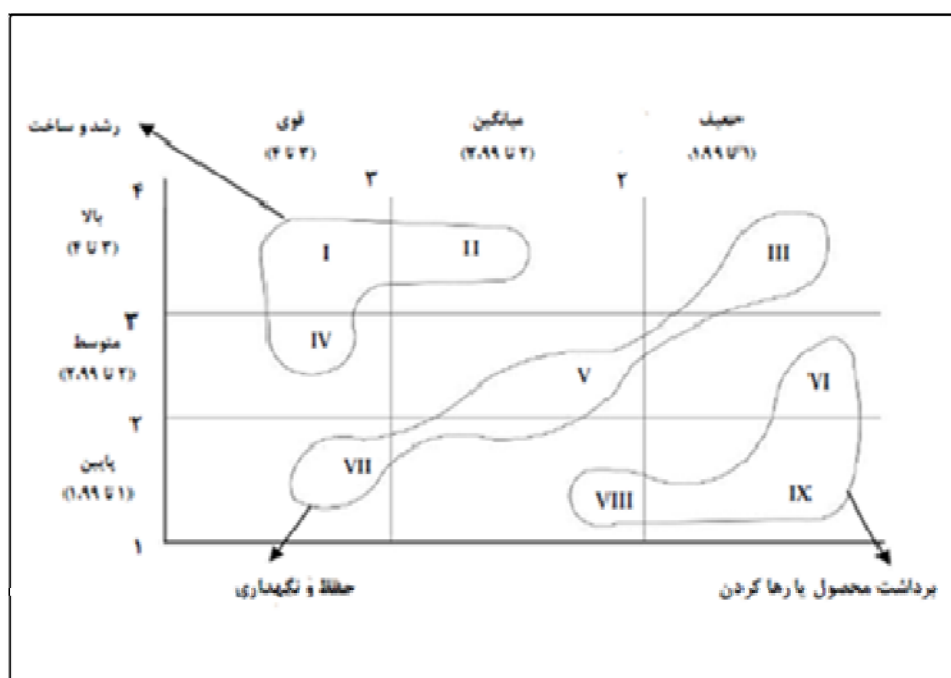 رشد و ساخت
قوی
(۳ تا ۴)
میانگین
(۲ تا ۲.۹۹)
ضعیف
(۱ تا ۱.۹۹)
۴
۳
۲
بالا
(۳ تا ۴)
I
II
III
۳
متوسط
(۲ تا ۲.۹۹)
IV
V
VI
۲
پایین
(۱ تا ۱.۹۹)
VII
VIII
IX
۱
حفظ و نگهداری
برداشت محصول یا رها کردن